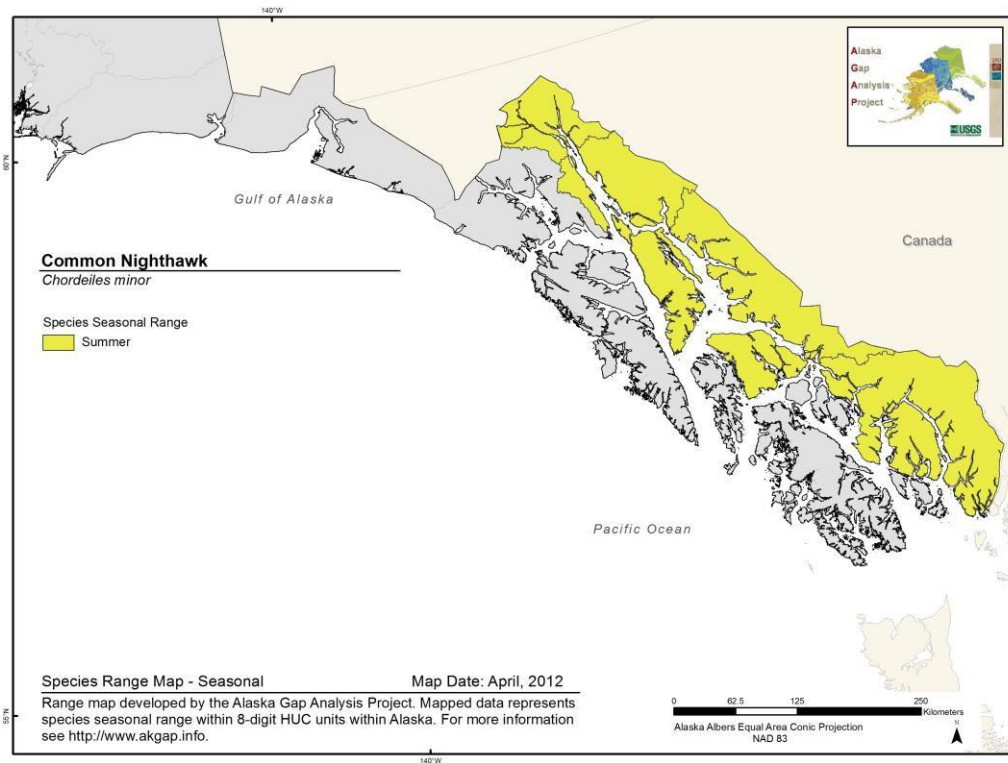 140°W
Alaska
Gap
Analysis
Project
USGS
60°N
Gulf of Alaska
Canada
Common Nighthawk
Chordeiles minor
Species Seasonal Range
Summer
Pacific Ocean
Species Range Map - Seasonal Map Date: April, 2012
Range map developed by the Alaska Gap Analysis Project. Mapped data represents
species seasonal range within 8-digit HUC units within Alaska. For more information
see http://www.akgap.info.
0 62.5 125 250
Kilometers
Alaska Albers Equal Area Conic Projection
NAD 83
N
55°N
140°W